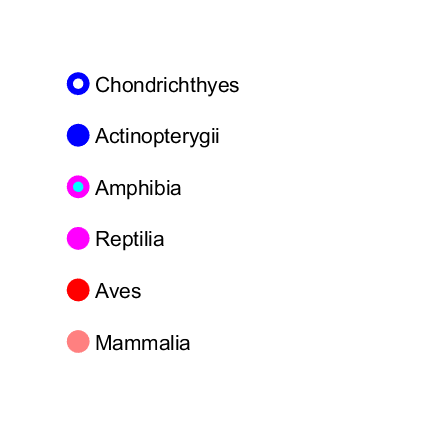 Chondrichthyes
Actinopterygii
Amphibia
Reptilia
Aves
Mammalia